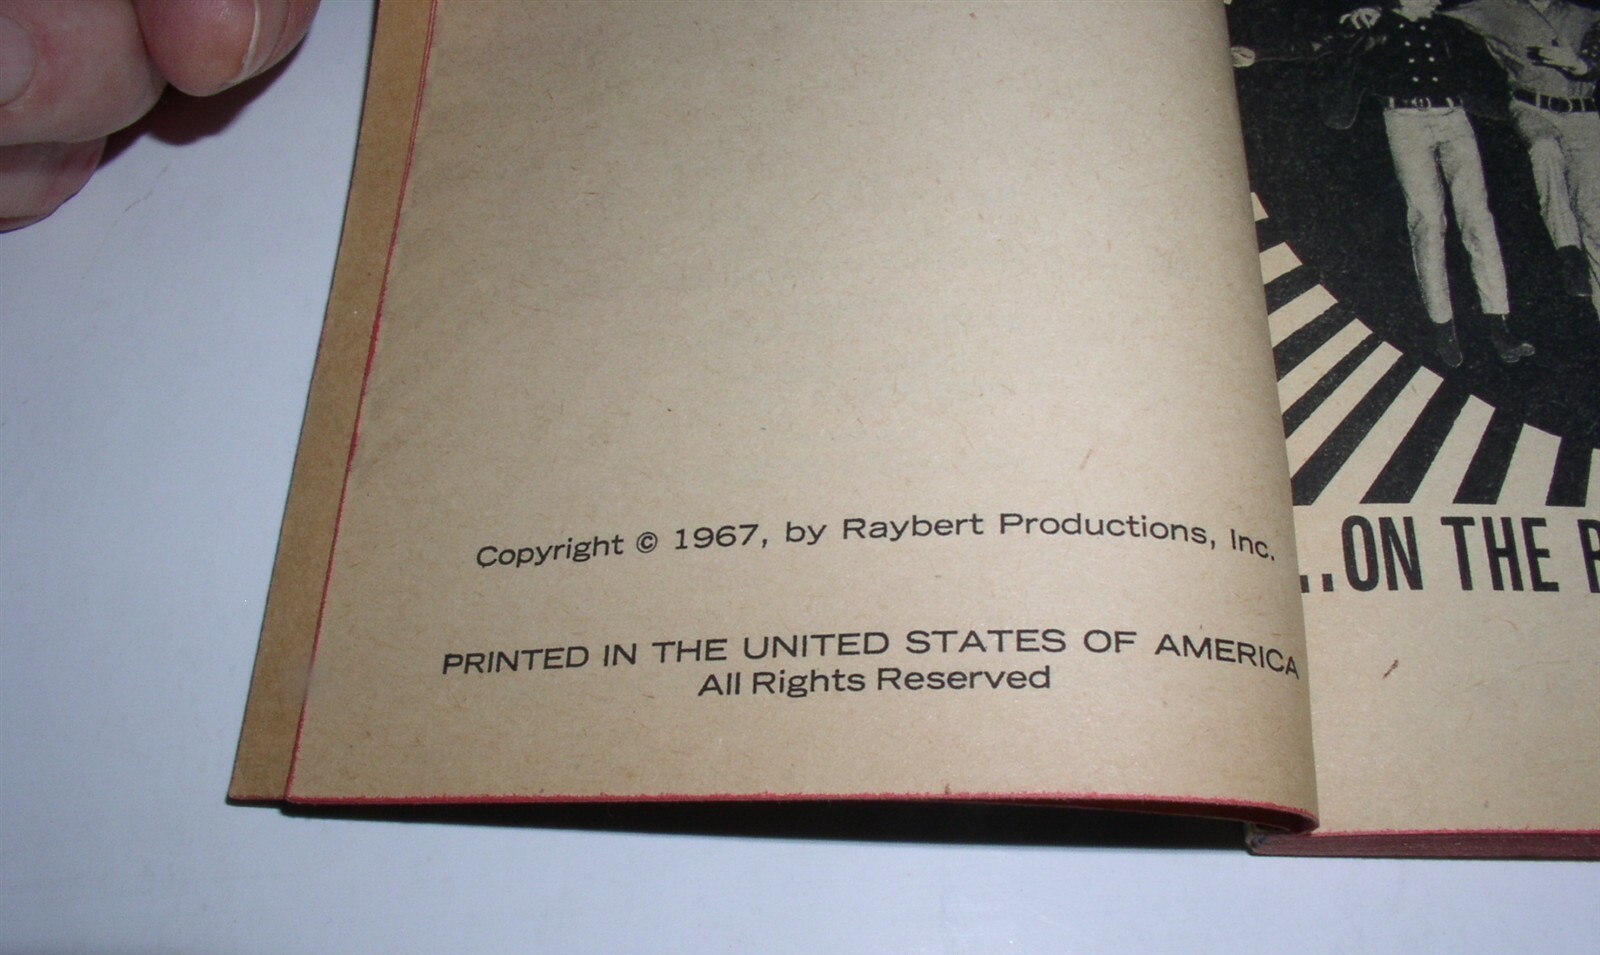 Copyright © 1967, by Raybert Productions, Inc.
PRINTED IN THE UNITED STATES OF AMERICA
All Rights Reserved
..ON THE